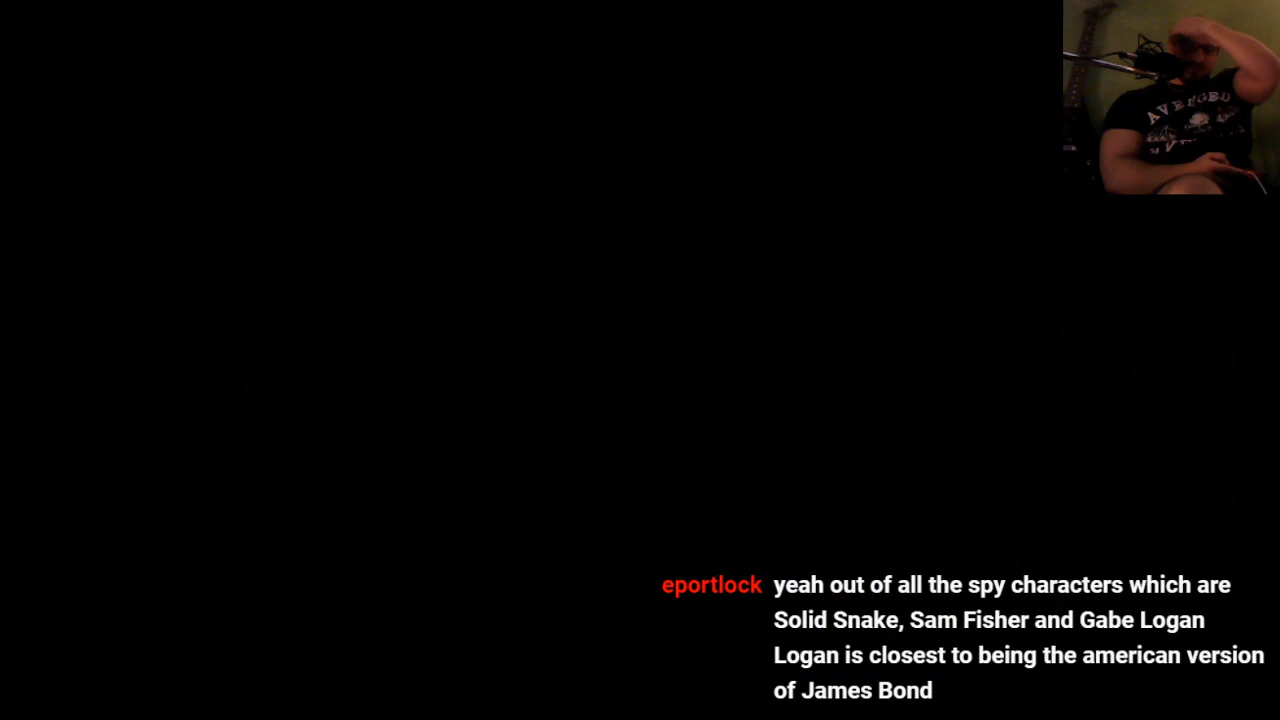 AVENGED
eportlock yeah out of all the spy characters which are
Solid Snake, Sam Fisher and Gabe Logan
Logan is closest to being the american version
of James Bond